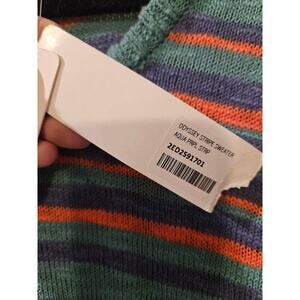 ODYSSEY STRIPE SWEATER
AQUA PRPL STRP
2ED2591701